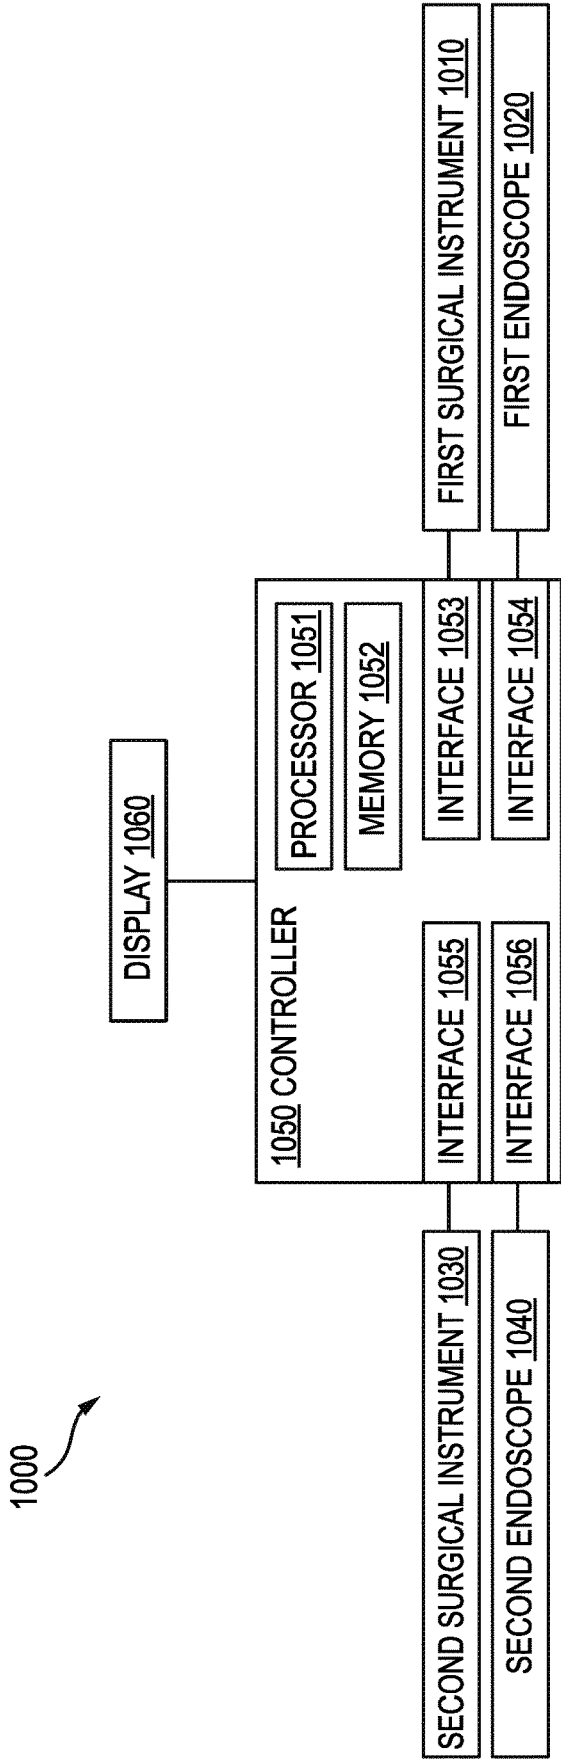 1000
DISPLAY 1060
1050 CONTROLLER
PROCESSOR 1051
MEMORY 1052
SECOND SURGICAL INSTRUMENT 1030
INTERFACE 1055
INTERFACE 1053
FIRST SURGICAL INSTRUMENT 1010
SECOND ENDOSCOPE 1040
INTERFACE 1056
INTERFACE 1054
FIRST ENDOSCOPE 1020